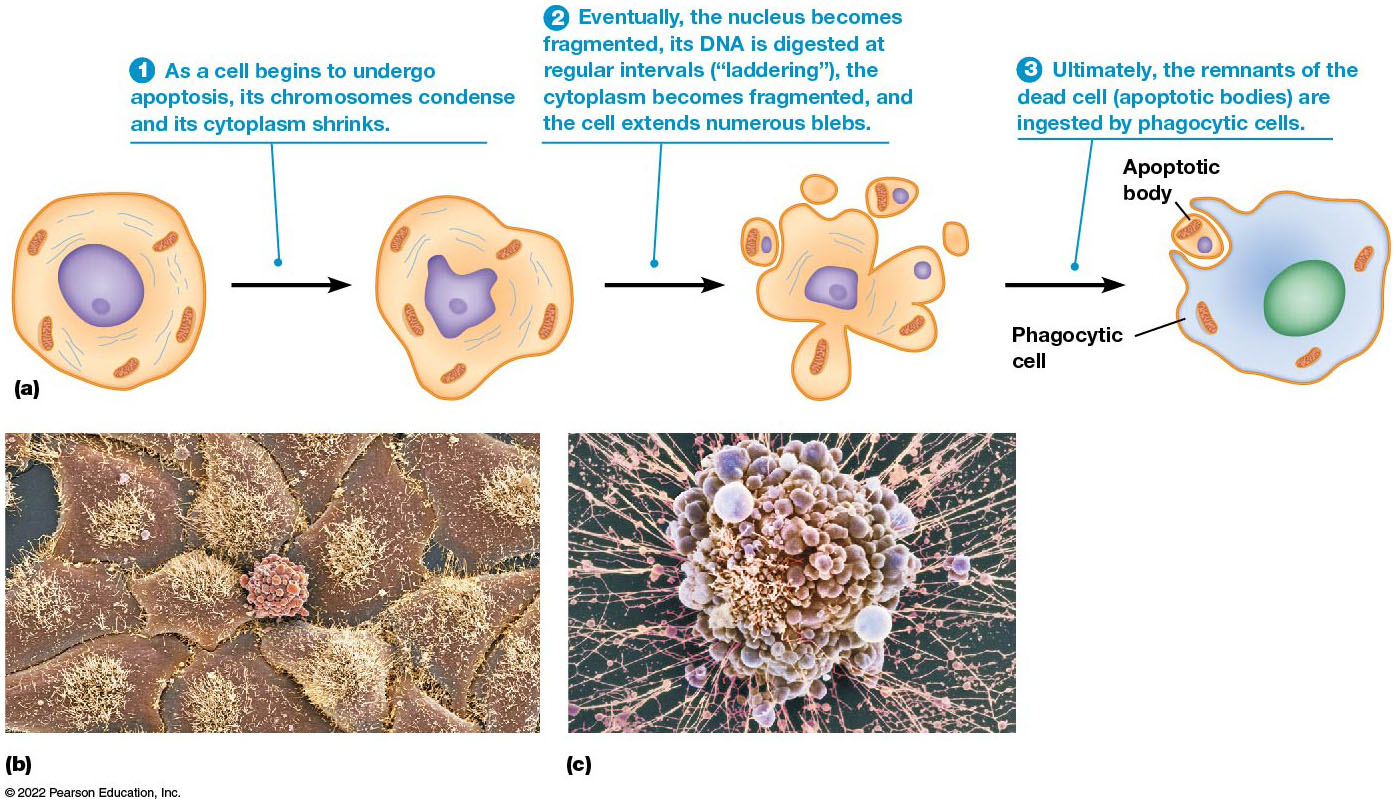 1 As a cell begins to undergo
apoptosis, its chromosomes condense
and its cytoplasm shrinks.
2 Eventually, the nucleus becomes
fragmented, its DNA is digested at
regular intervals (“laddering”), the
cytoplasm becomes fragmented, and
the cell extends numerous blebs.
3 Ultimately, the remnants of the
dead cell (apoptotic bodies) are
ingested by phagocytic cells.
Apoptotic
body
Phagocytic
cell
(a)
(b)
(c)
© 2022 Pearson Education, Inc.